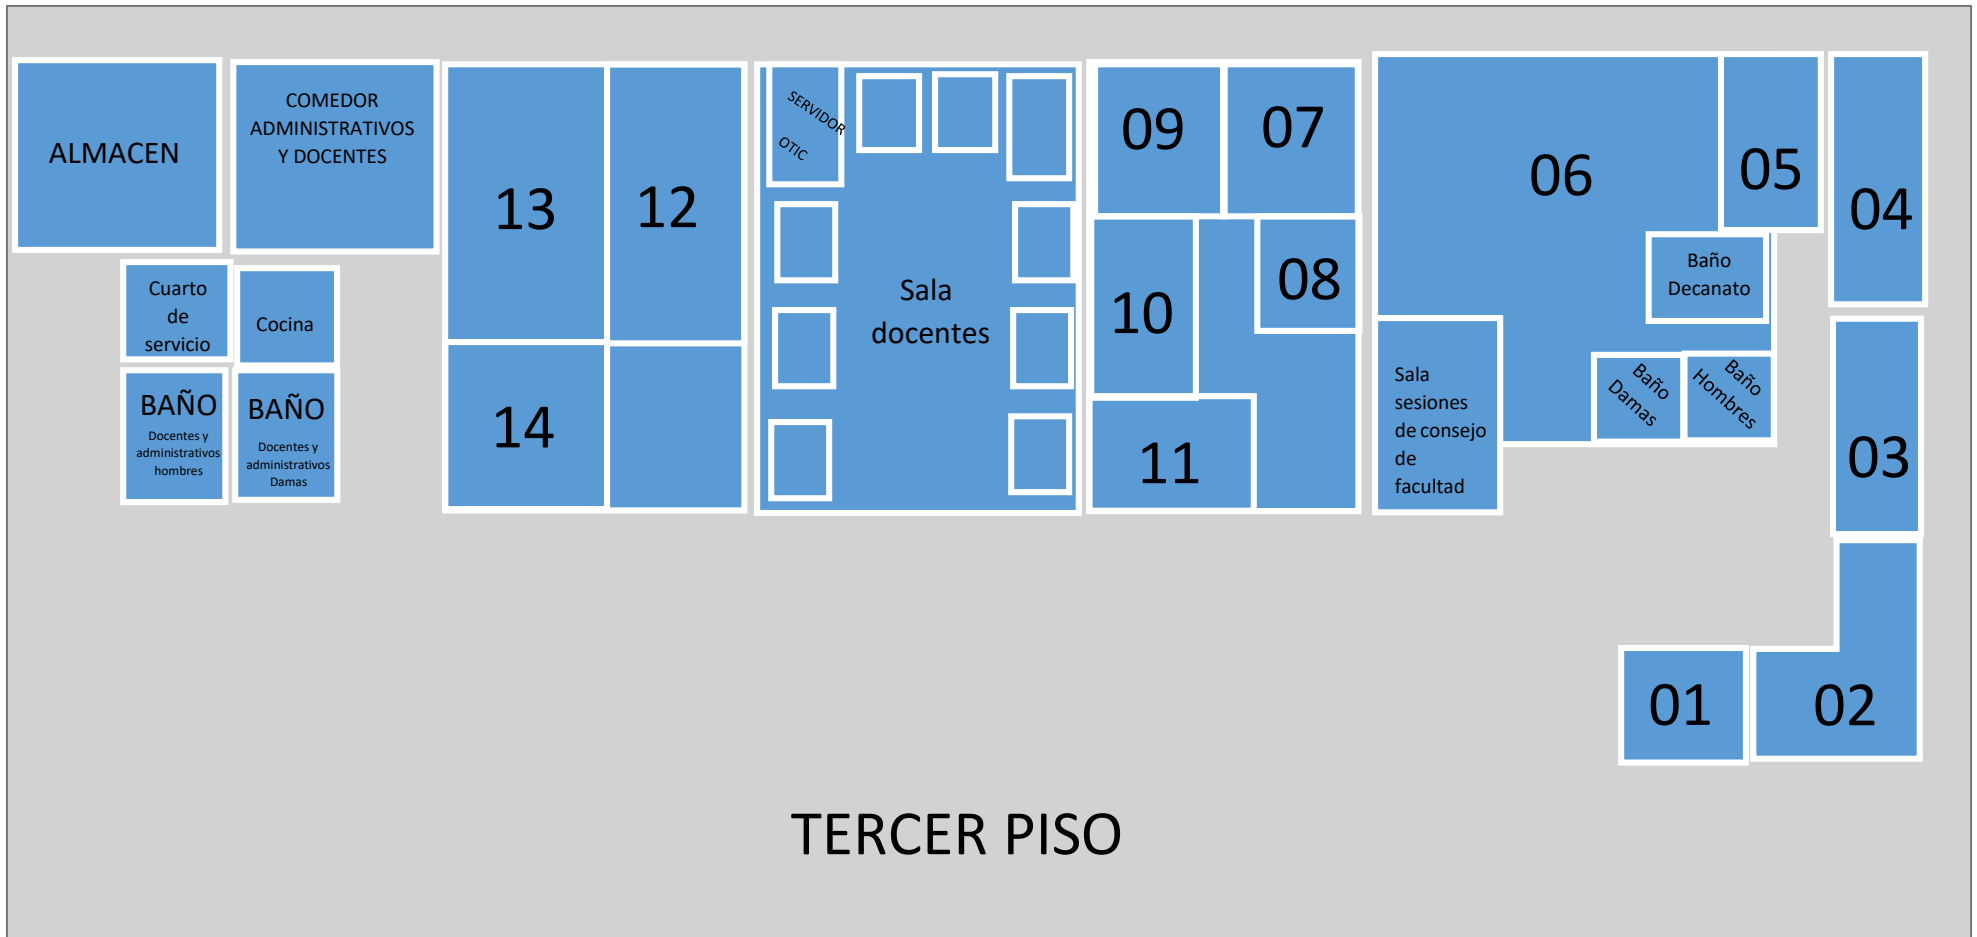 ALMACEN
COMEDOR
ADMINISTRATIVOS
Y DOCENTES
Cuarto
de
servicio
Cocina
BAÑO
Docentes y
administrativos
hombres
BAÑO
Docentes y
administrativos
Damas
13
12
14
SERVIDOR
OTIC
Sala
docentes
09
07
10
08
11
06
05
04
Baño
Decanato
Sala
sesiones
de consejo
de
facultad
Baño
Damas
Baño
Hombres
03
01
02
TERCER PISO